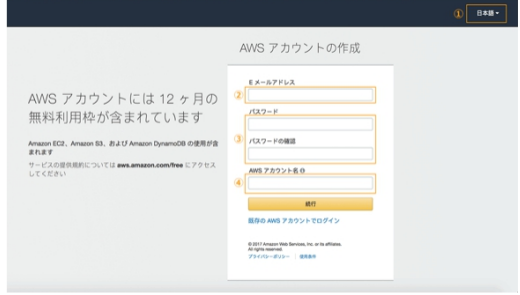 ① 日本語
AWS アカウントの作成
AWS アカウントには 12 ヶ月の
無料利用枠が含まれています
Amazon EC2、Amazon S3、および Amazon DynamoDB の使用が含
まれます
サービスの提供規約については aws.amazon.com/free にアクセス
してください
E メールアドレス
②
パスワード
③
パスワードの確認
AWS アカウント名
④
続行
既存の AWS アカウントでログイン
© 2017 Amazon Web Services, Inc. or its affiliates.
All rights reserved.
プライバシーポリシー | 使用条件